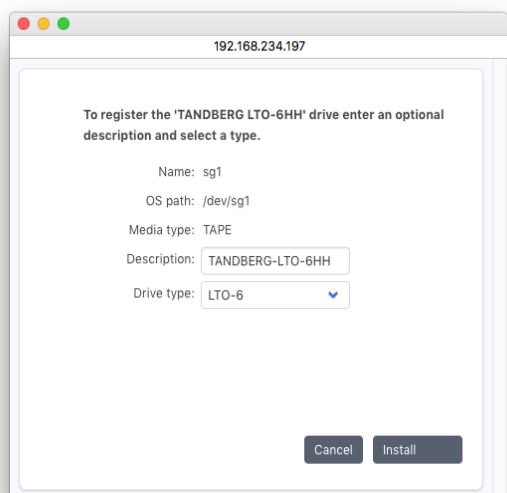 192.168.234.197
To register the 'TANDBERG LTO-6HH' drive enter an optional
description and select a type.
Name: sg1
OS path: /dev/sg1
Media type: TAPE
Description: TANDBERG-LTO-6HH
Drive type: LTO-6
Cancel Install